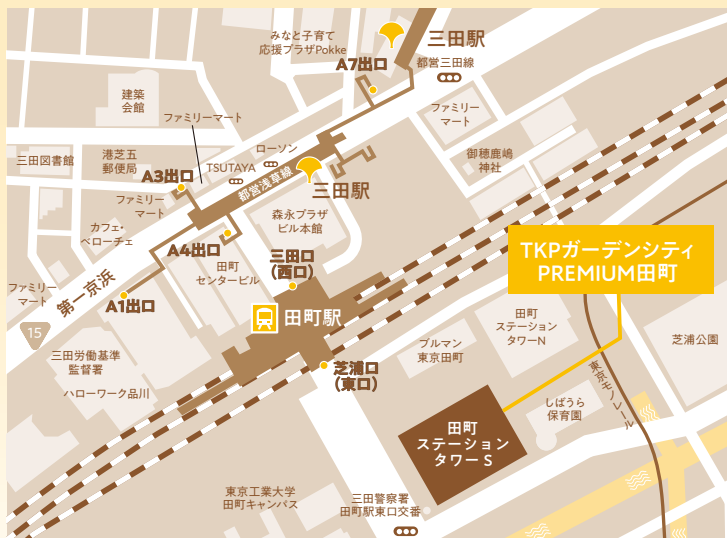 みなと子育て
応援プラザPokke
三田駅
都営三田線
A7出口
建築
会館
ファミリーマート
ファミリー
マート
ローソン
三田図書館
港芝五
郵便局
TSUTAYA
御穂鹿嶋
神社
A3出口
都営浅草線
三田駅
ファミリー
マート
カフェ・
ベローチェ
森永プラザ
ビル本館
A4出口
三田口
(西口)
田町
センタービル
TKPガーデンシティ
PREMIUM田町
ファミリー
マート
第一京浜
A1出口
15
田町駅
田町
ステーション
タワーN
プルマン
東京田町
芝浦公園
三田労働基準
監督署
ハローワーク品川
芝浦口
(東口)
東京モノレール
しばうら
保育園
田町
ステーション
タワー S
東京工業大学
田町キャンパス
三田警察署
田町駅東口交番